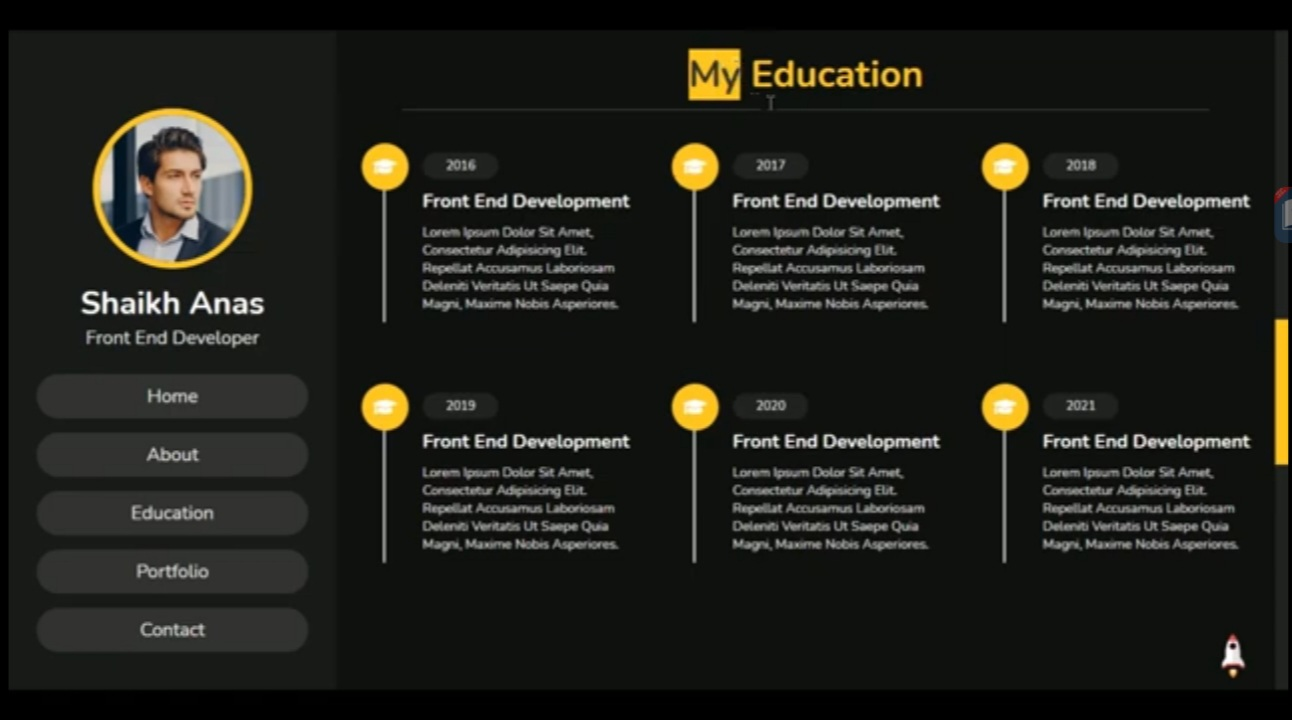 Shaikh Anas
Front End Developer
Home
About
Education
Portfolio
Contact
My Education
2016
Front End Development
Lorem Ipsum Dolor Sit Amet,
Consectetur Adipisicing Elit.
Repellat Accusamus Laboriosam
Deleniti Veritatis Ut Saepe Quia
Magni, Maxime Nobis Asperiores.
2017
Front End Development
Lorem Ipsum Dolor Sit Amet,
Consectetur Adipisicing Elit.
Repellat Accusamus Laboriosam
Deleniti Veritatis Ut Saepe Quia
Magni, Maxime Nobis Asperiores.
2018
Front End Development
Lorem Ipsum Dolor Sit Amet,
Consectetur Adipisicing Elit.
Repellat Accusamus Laboriosam
Deleniti Veritatis Ut Saepe Quia
Magni, Maxime Nobis Asperiores.
2019
Front End Development
Lorem Ipsum Dolor Sit Amet,
Consectetur Adipisicing Elit.
Repellat Accusamus Laboriosam
Deleniti Veritatis Ut Saepe Quia
Magni, Maxime Nobis Asperiores.
2020
Front End Development
Lorem Ipsum Dolor Sit Amet,
Consectetur Adipisicing Elit.
Repellat Accusamus Laboriosam
Deleniti Veritatis Ut Saepe Quia
Magni, Maxime Nobis Asperiores.
2021
Front End Development
Lorem Ipsum Dolor Sit Amet,
Consectetur Adipisicing Elit.
Repellat Accusamus Laboriosam
Deleniti Veritatis Ut Saepe Quia
Magni, Maxime Nobis Asperiores.